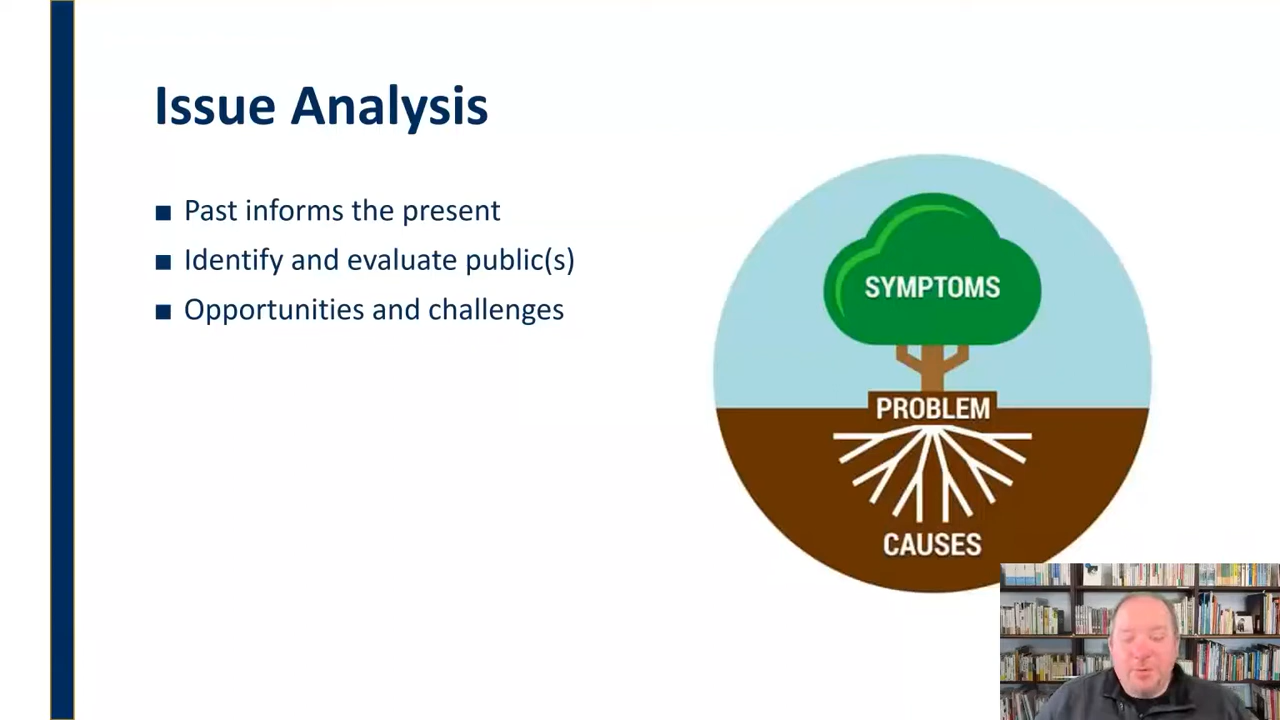 Issue Analysis
Past informs the present
Identify and evaluate public(s)
Opportunities and challenges
SYMPTOMS
PROBLEM
CAUSES